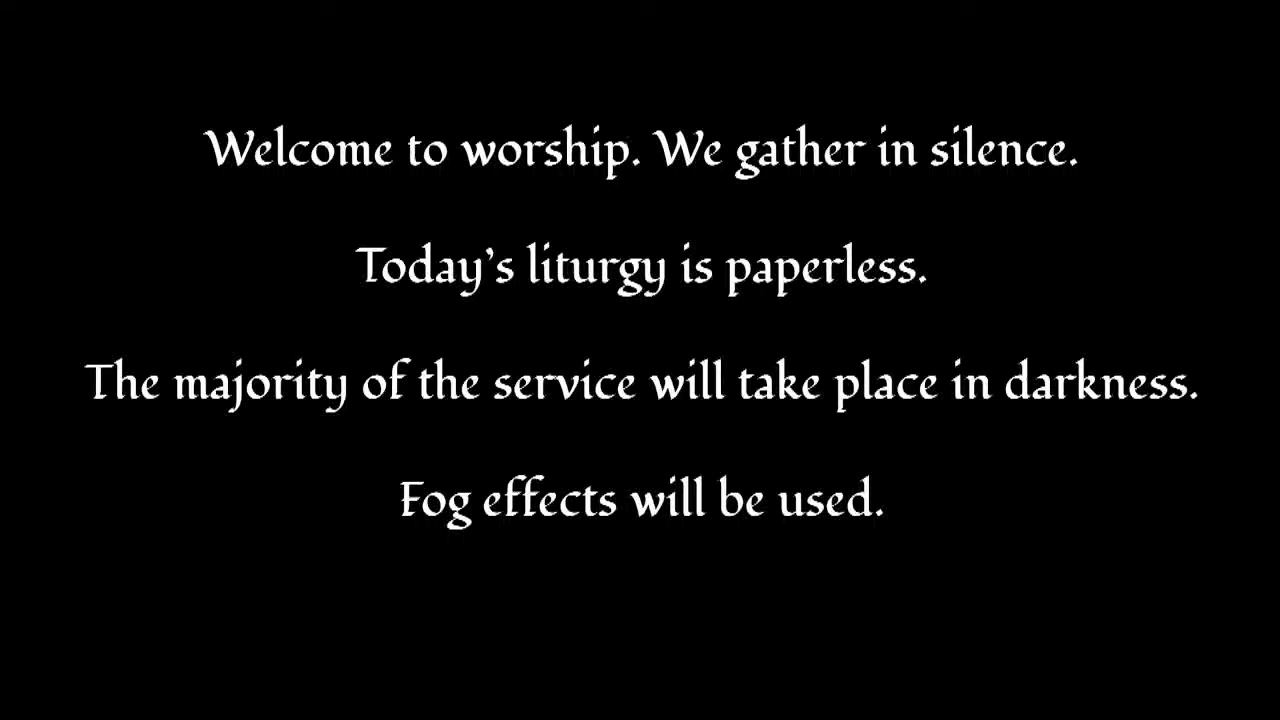 Welcome to worship. We gather in silence.
Today's liturgy is paperless.
The majority of the service will take place in darkness.
Fog effects will be used.